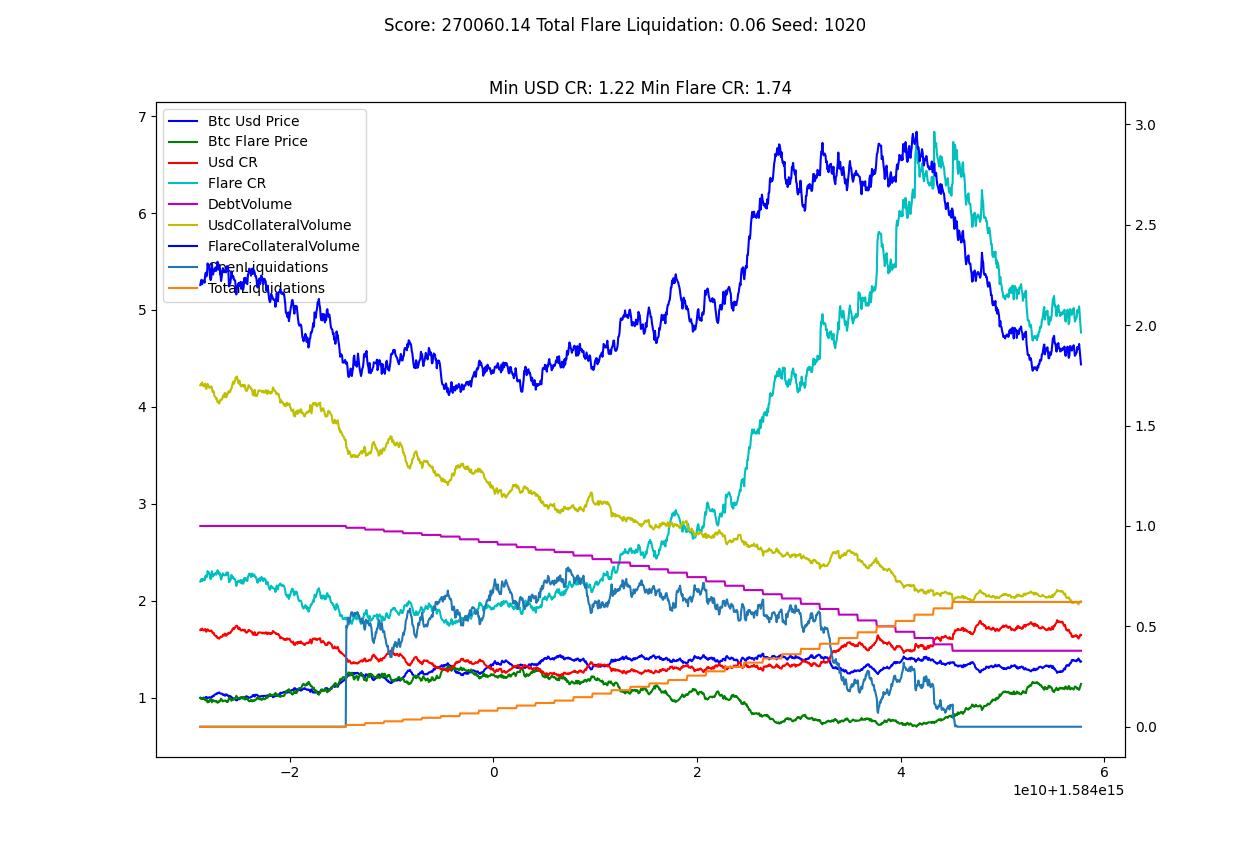 Score: 270060.14 Total Flare Liquidation: 0.06 Seed: 1020
Min USD CR: 1.22 Min Flare CR: 1.74
Btc Usd Price
Btc Flare Price
Usd CR
Flare CR
DebtVolume
UsdCollateralVolume
FlareCollateralVolume
OpenLiquidations
TotalLiquidations
7
6
5
4
3
2
1
3.0
2.5
2.0
1.5
1.0
0.5
0.0
−2
0
2
4
6
1e10+1.584e15